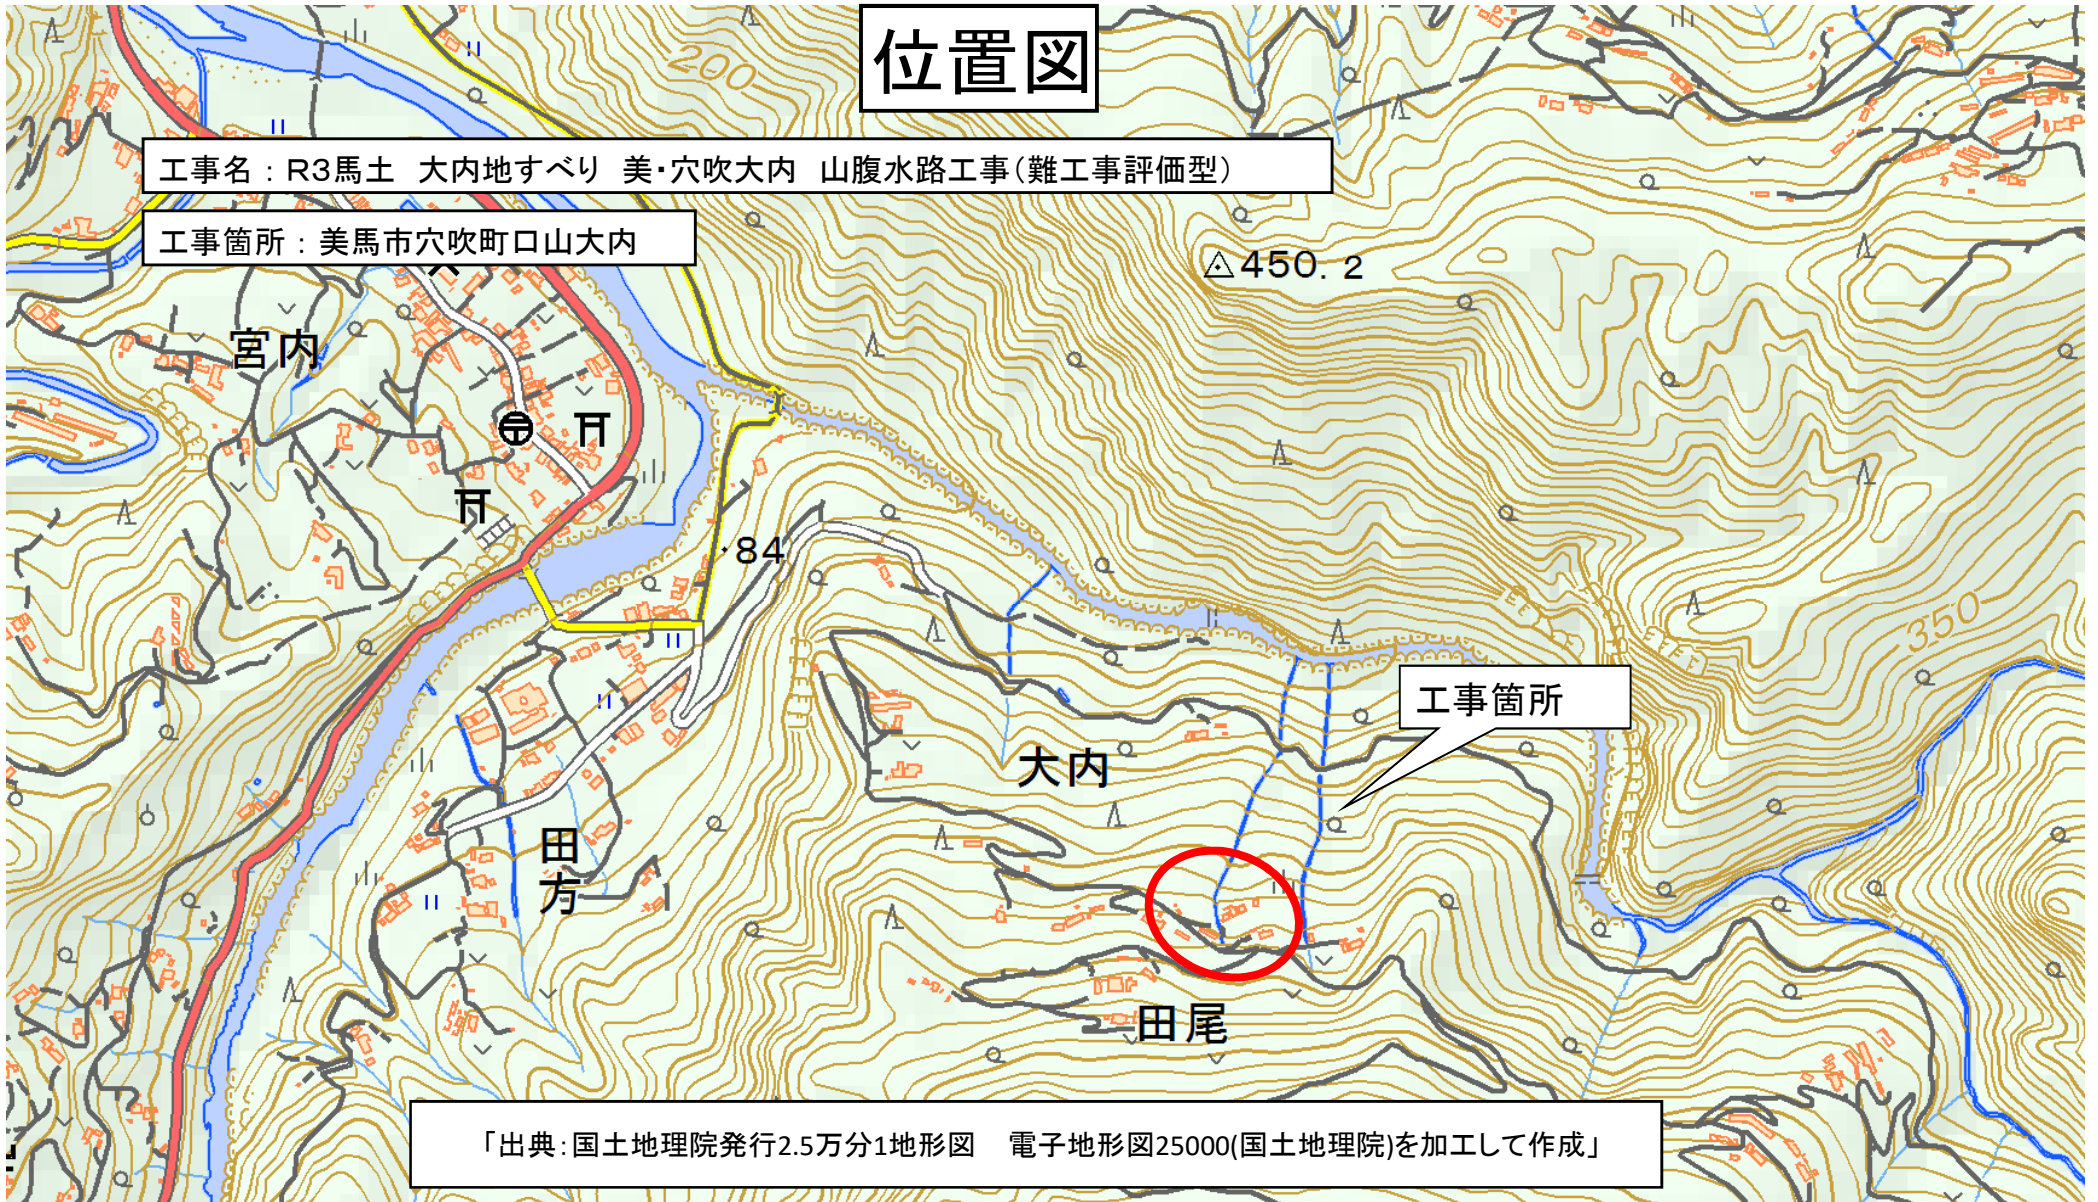 位置図
工事名：R3馬土　大内地すべり　美・穴吹大内　山腹水路工事（難工事評価型）
工事箇所：美馬市穴吹町口山大内
200
450.2
宮内
84
350
工事箇所
大内
田方
田尾
「出典：国土地理院発行2.5万分1地形図　電子地形図25000(国土地理院)を加工して作成」